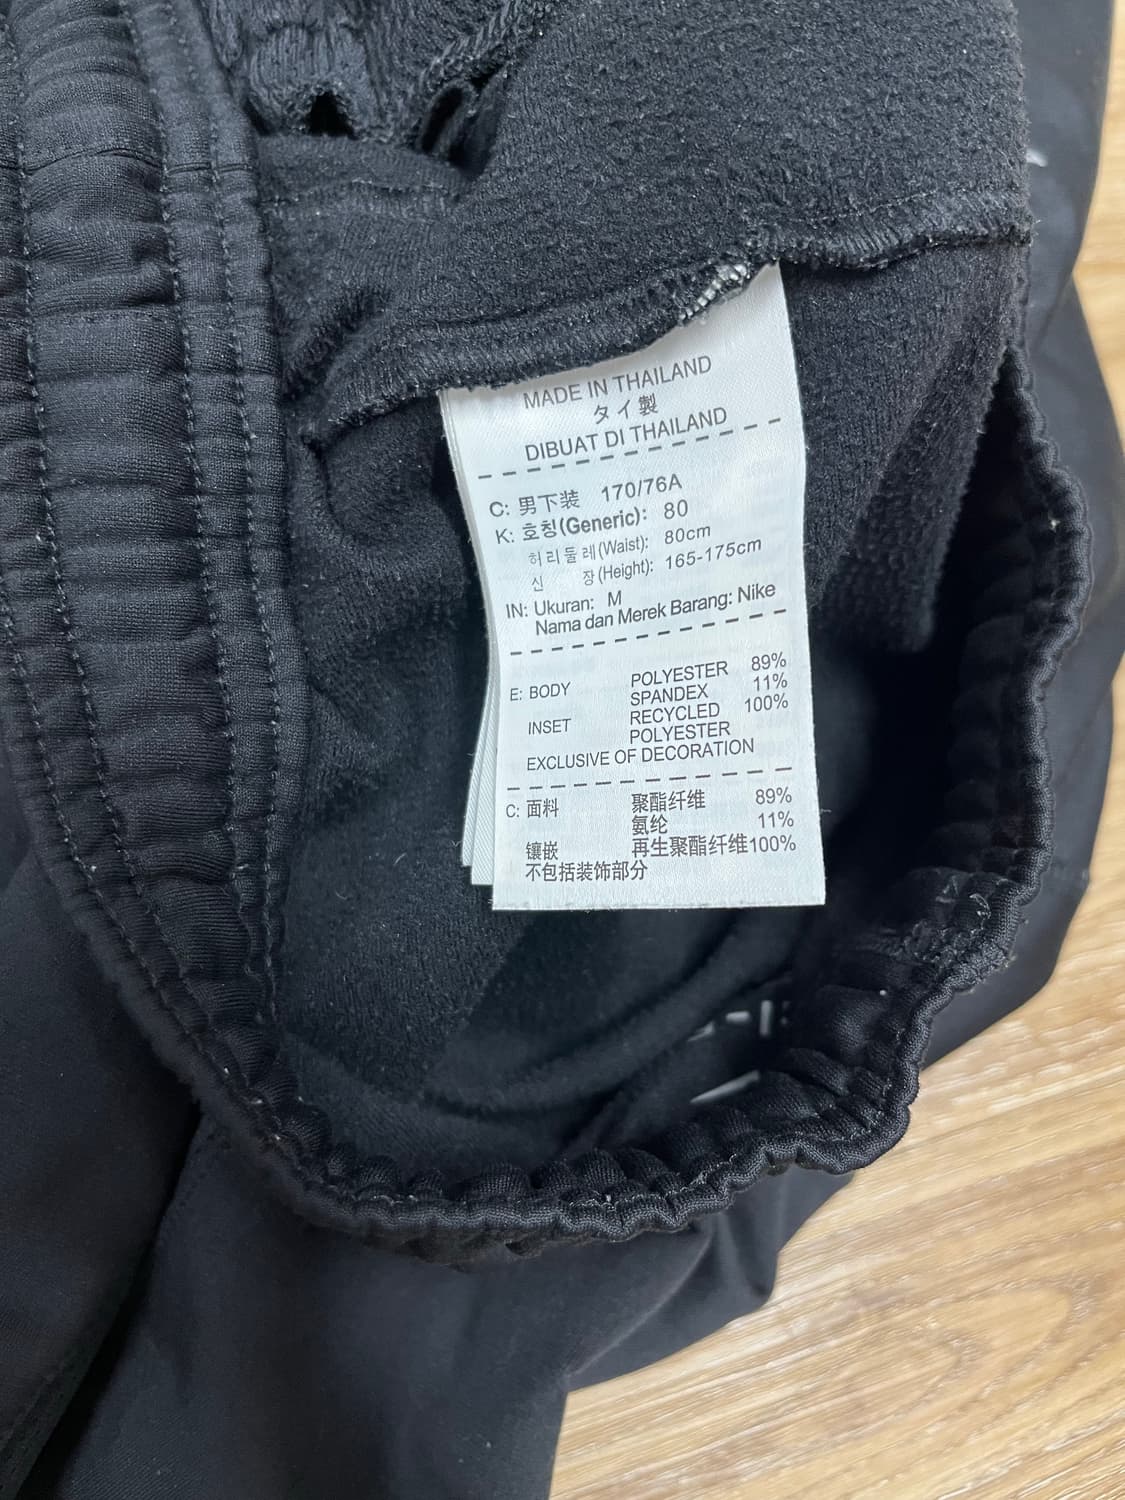 MADE IN THAILAND
タイ製
DIBUAT DI THAILAND
C: 男下装 170/76A
K: 호칭(Generic): 80
허리둘레(Waist): 80cm
신 장(Height): 165-175cm
IN: Ukuran: M
Nama dan Merek Barang: Nike
E: BODY POLYESTER 89%
SPANDEX 11%
INSET RECYCLED 100%
POLYESTER
EXCLUSIVE OF DECORATION
C: 面料 聚酯纤维 89%
氨纶 11%
镶嵌 再生聚酯纤维100%
不包括装饰部分